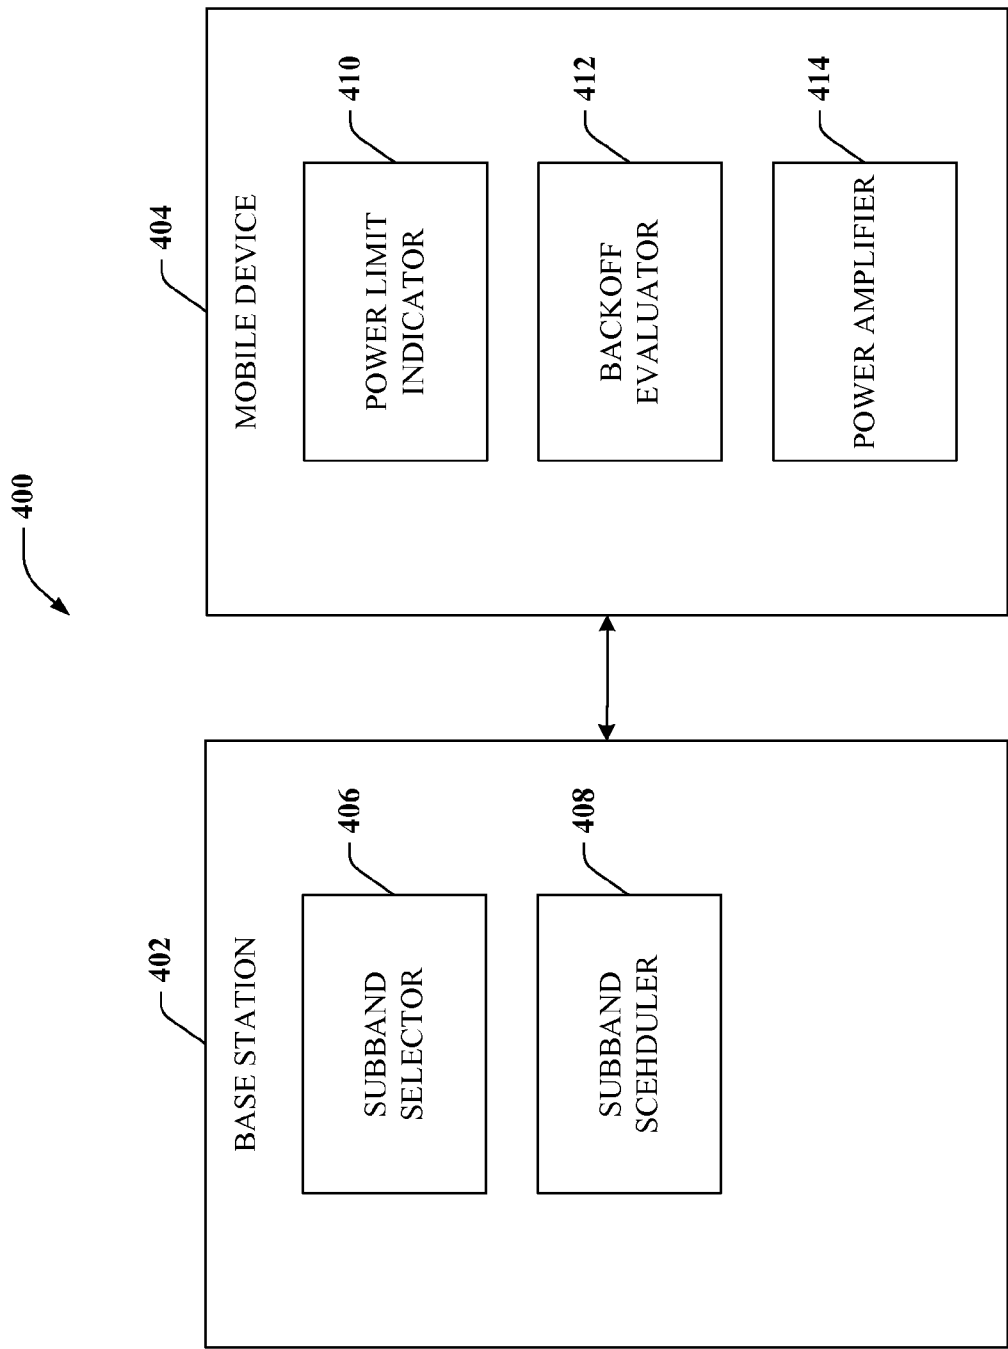 400
402
BASE STATION
SUBBAND
SELECTOR
406
SUBBAND
SCEHDULER
408
404
MOBILE DEVICE
POWER LIMIT
INDICATOR
410
BACKOFF
EVALUATOR
412
POWER AMPLIFIER
414